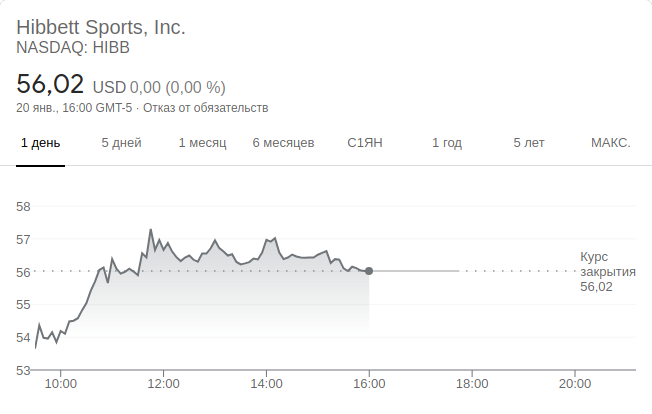 Hibbett Sports, Inc.
NASDAQ: HIBB
56,02 USD 0,00 (0,00 %)
20 янв., 16:00 GMT-5 · Отказ от обязательств
1 день 5 дней 1 месяц 6 месяцев С1ЯН 1 год 5 лет МАКС.
58
57
56
55
54
53
Курс
закрытия
56,02
10:00 12:00 14:00 16:00 18:00 20:00